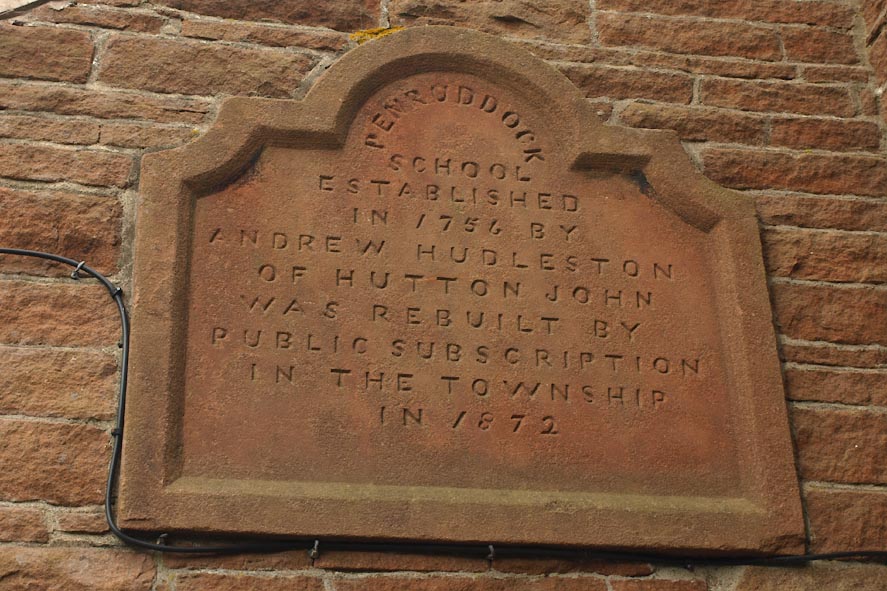 PENRUDDOCK
SCHOOL
ESTABLISHED
IN 1756 BY
ANDREW HUDLESTON
OF HUTTON JOHN
WAS REBUILT BY
PUBLIC SUBSCRIPTION
IN THE TOWNSHIP
IN 1872